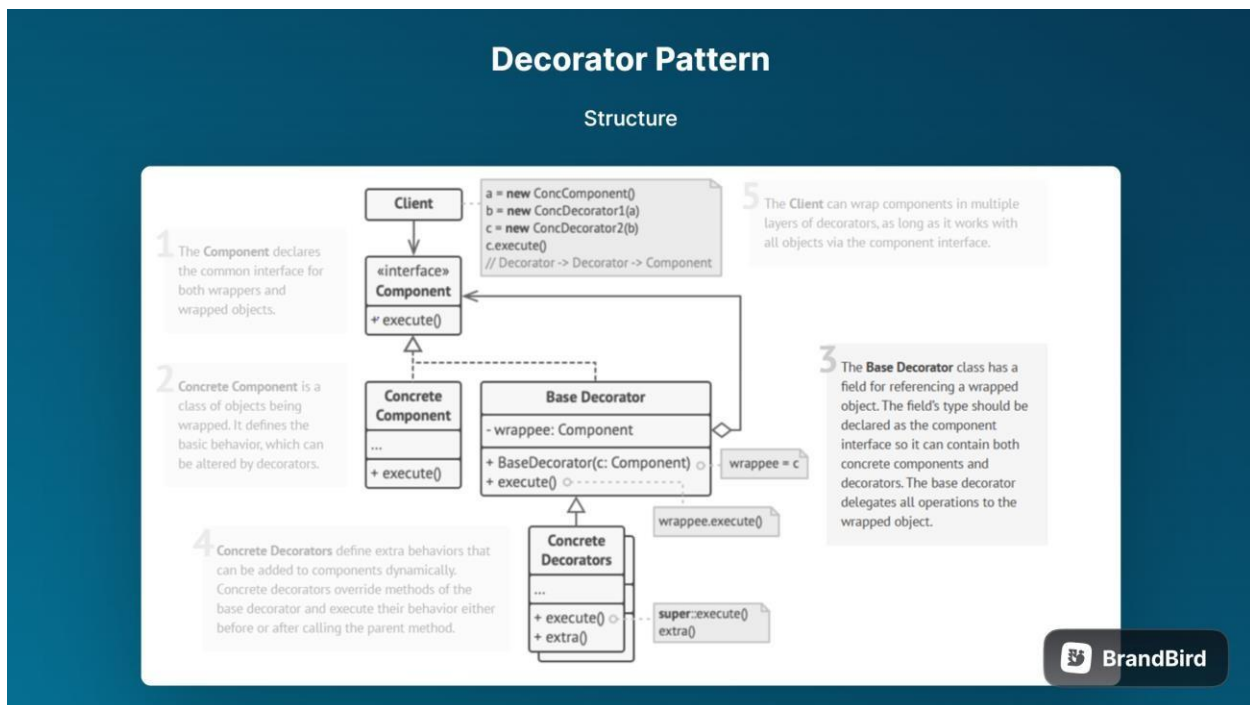 Decorator Pattern
Structure
Client
a = new ConcComponent()
b = new ConcDecorator1(a)
c = new ConcDecorator2(b)
c.execute()
// Decorator -> Decorator -> Component
5
The Client can wrap components in multiple
layers of decorators, as long as it works with
all objects via the component interface.
1
The Component declares
the common interface for
both wrappers and
wrapped objects.
«interface»
Component
+ execute()
2
Concrete Component is a
class of objects being
wrapped. It defines the
basic behavior, which can
be altered by decorators.
Concrete
Component
...
+ execute()
Base Decorator
- wrappee: Component
+ BaseDecorator(c: Component)
+ execute()
wrappee = c
wrappee.execute()
3
The Base Decorator class has a
field for referencing a wrapped
object. The field's type should be
declared as the component
interface so it can contain both
concrete components and
decorators. The base decorator
delegates all operations to the
wrapped object.
4
Concrete Decorators define extra behaviors that
can be added to components dynamically.
Concrete decorators override methods of the
base decorator and execute their behavior either
before or after calling the parent method.
Concrete
Decorators
...
+ execute()
+ extra()
super::execute()
extra()
BrandBird